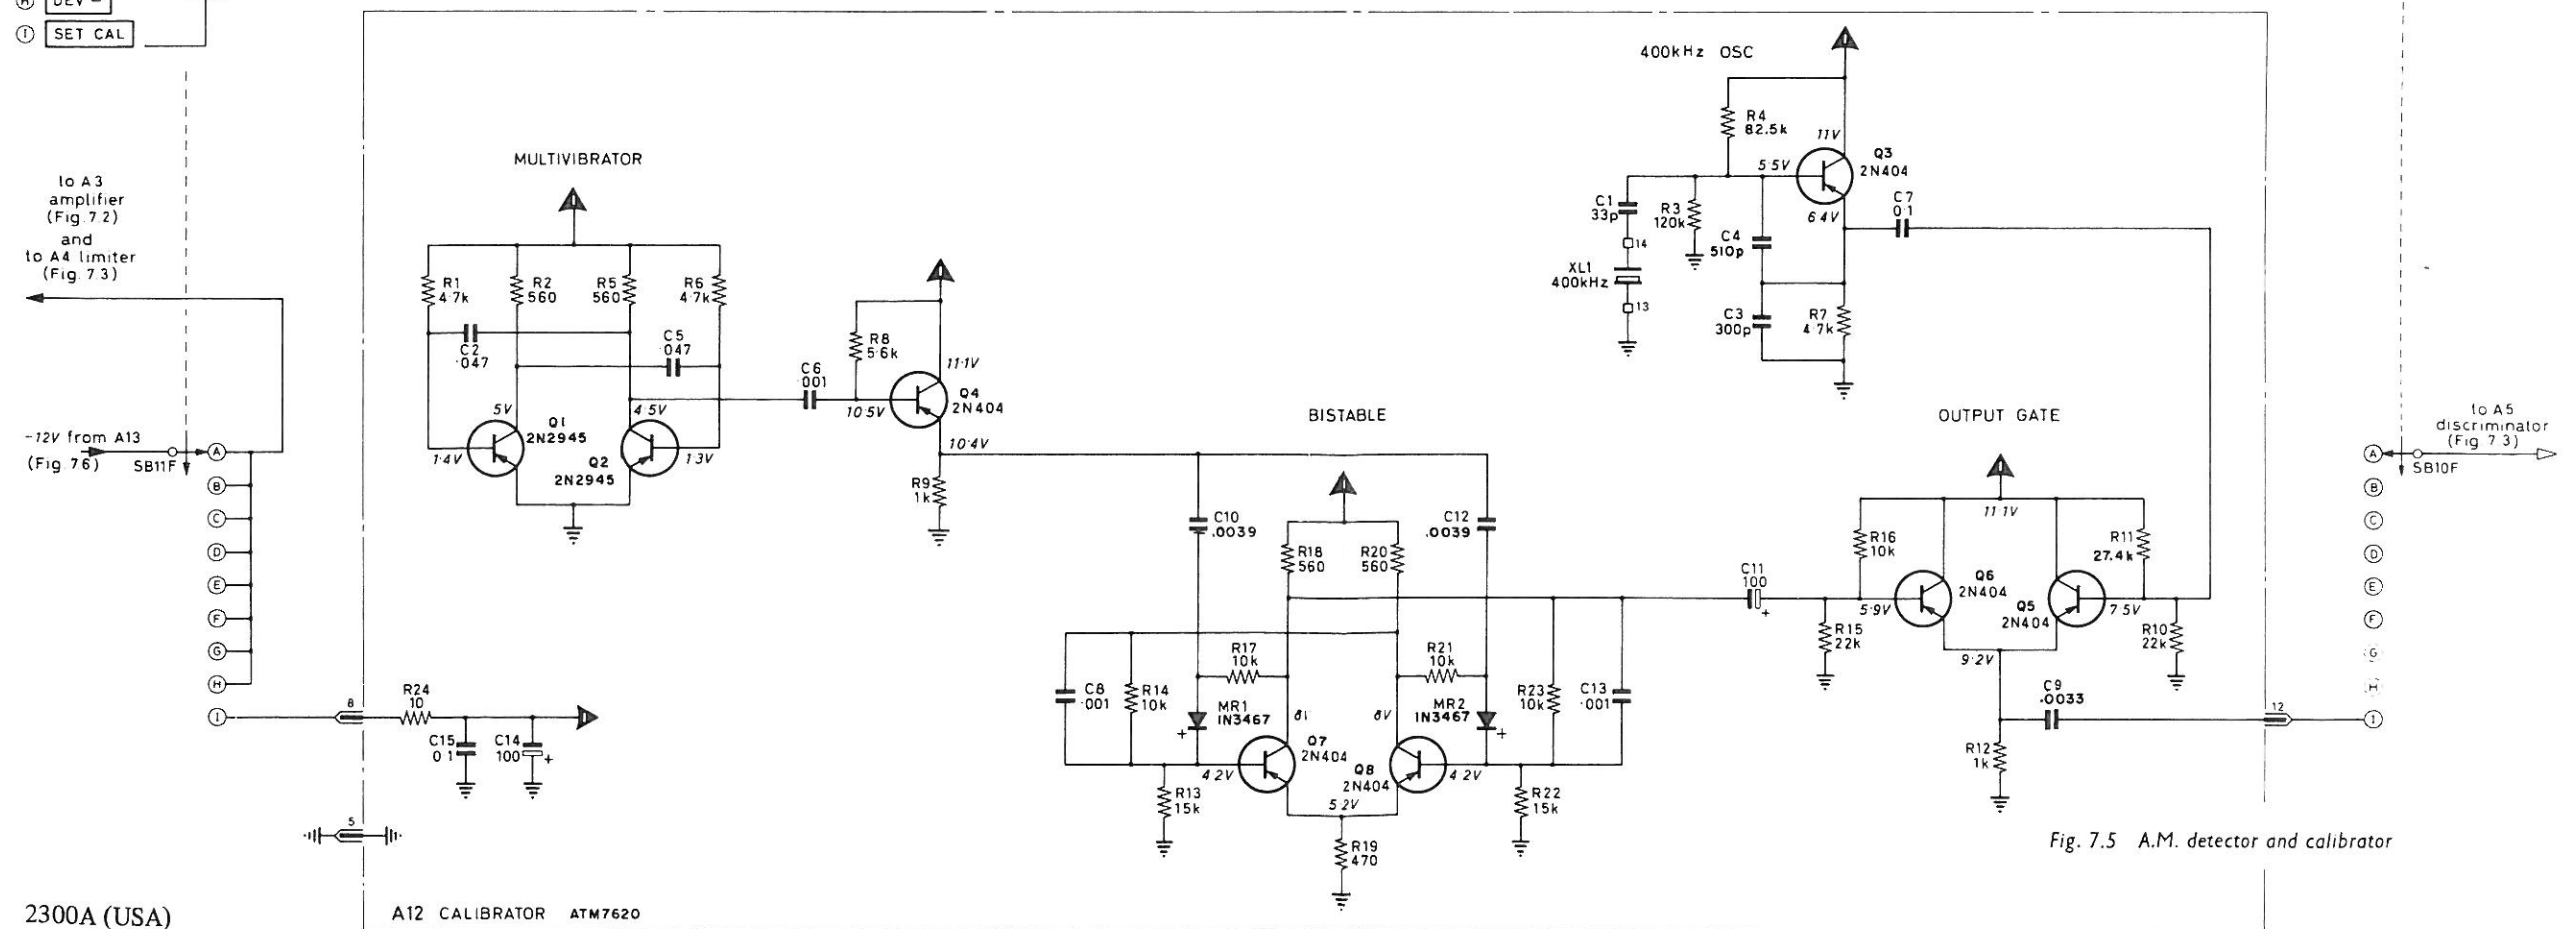 H DEV –
I SET CAL
400kHz OSC
R4
82.5k
11V
5·5V
Q3
2N404
C1
33p
R3
120k
C4
510p
6·4V
C7
0·1
14
XL1
400kHz
13
C3
300p
R7
4·7k
to A3
amplifier
(Fig. 7.2)
and
to A4 limiter
(Fig. 7.3)
-12V from A13
(Fig. 7.6)
SB11F
A
B
C
D
E
F
G
H
I
MULTIVIBRATOR
R1
4·7k
R2
560
R5
560
R6
4·7k
C2
·047
C5
·047
5V
4·5V
Q1
2N2945
Q2
2N2945
1·4V
1·3V
C6
·001
R8
5·6k
11·1V
10·5V
Q4
2N404
10·4V
R9
1k
BISTABLE
C10
.0039
C12
.0039
R18
560
R20
560
C8
·001
R14
10k
R17
10k
R21
10k
MR1
1N3467
+
MR2
1N3467
+
R23
10k
C13
·001
8V
8V
Q7
2N404
Q8
2N404
4·2V
4·2V
5·2V
R13
15k
R22
15k
R19
470
OUTPUT GATE
11·1V
R16
10k
R11
27.4k
C11
100
+
5·9V
Q6
2N404
Q5
2N404
7·5V
R15
22k
R10
22k
9·2V
C9
.0033
R12
1k
12
to A5
discriminator
(Fig. 7.3)
SB10F
A
B
C
D
E
F
G
H
I
8
R24
10
C15
0·1
C14
100
+
5
Fig. 7.5 A.M. detector and calibrator
2300A (USA)
A12 CALIBRATOR ATM7620